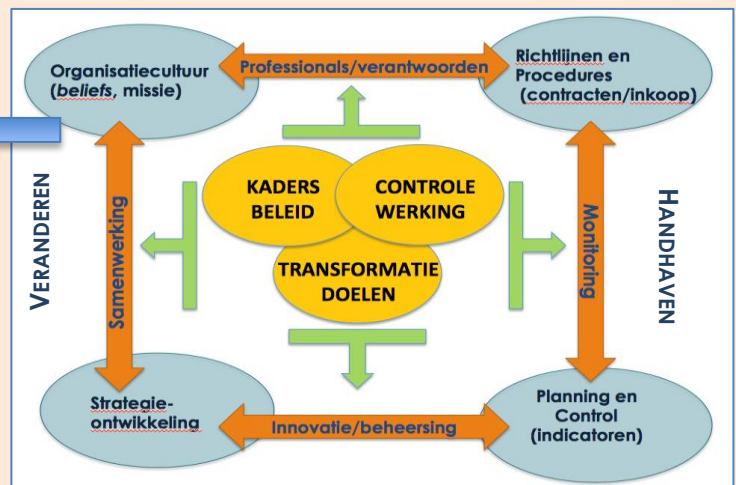 Organisatiecultuur
(beliefs, missie)
Professionals/verantwoorden
Richtlijnen en
Procedures
(contracten/inkoop)
VERANDEREN
Samenwerking
KADERS
BELEID
CONTROLE
WERKING
TRANSFORMATIE
DOELEN
Monitoring
HANDHAVEN
Strategie-
ontwikkeling
Innovatie/beheersing
Planning en
Control
(indicatoren)